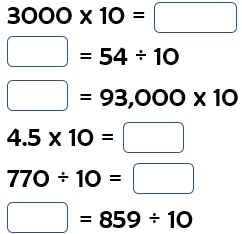 3000 x 10 =
= 54 ÷ 10
= 93,000 x 10
4.5 x 10 =
770 ÷ 10 =
= 859 ÷ 10